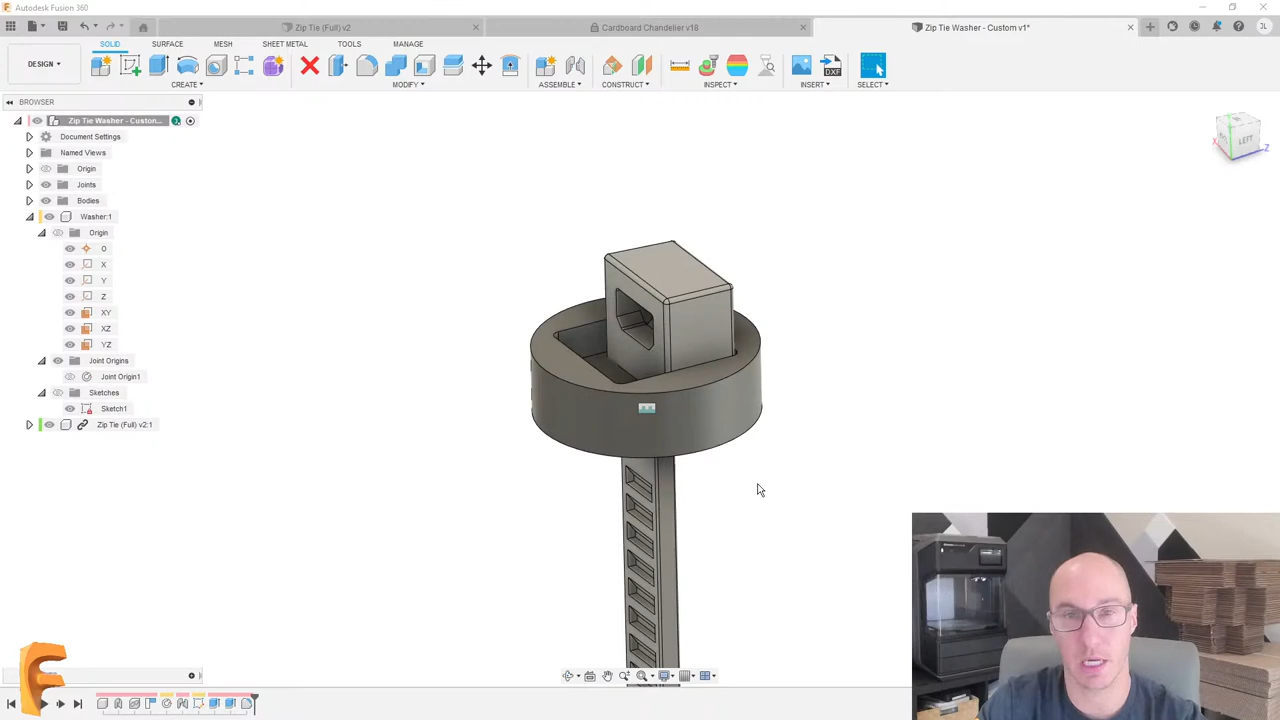 Autodesk Fusion 360
Zip Tie (Full) v2
Cardboard Chandelier v18
Zip Tie Washer - Custom v1*
JL
SOLID
SURFACE
MESH
SHEET METAL
TOOLS
MANAGE
DESIGN
CREATE
MODIFY
ASSEMBLE
CONSTRUCT
INSPECT
INSERT
DXF
SELECT
BROWSER
Zip Tie Washer - Custon...
Document Settings
Named Views
Origin
Joints
Bodies
Washer:1
Origin
O
X
Y
Z
XY
XZ
YZ
Joint Origins
Joint Origin1
Sketches
Sketch1
Zip Tie (Full) v2:1
LEFT
X
Z